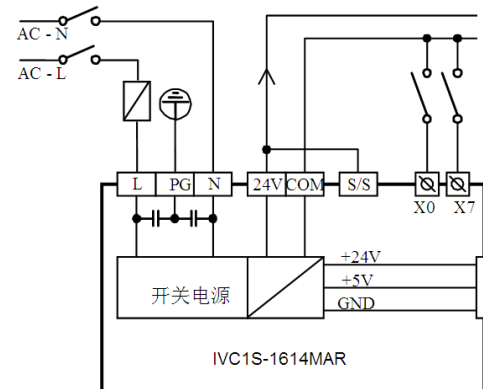 AC - N
AC - L
L
PG
N
24V
COM
S/S
X0
X7
+24V
+5V
GND
开关电源
IVC1S-1614MAR